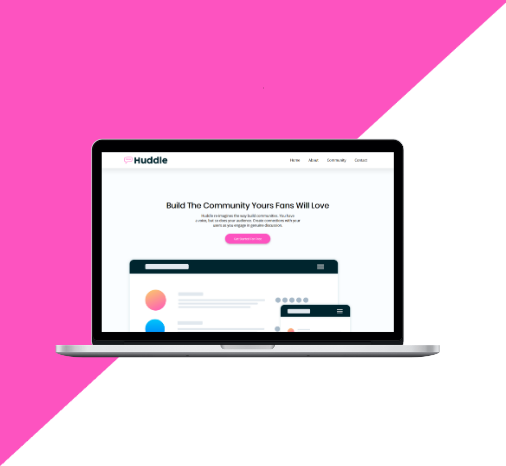 Huddle
Home About Community Contact
Build The Community Yours Fans Will Love
Huddle re-imagines the way build communities. You have
a voice, but so does your audience. Create connections with your
users as you engage in genuine discussion.